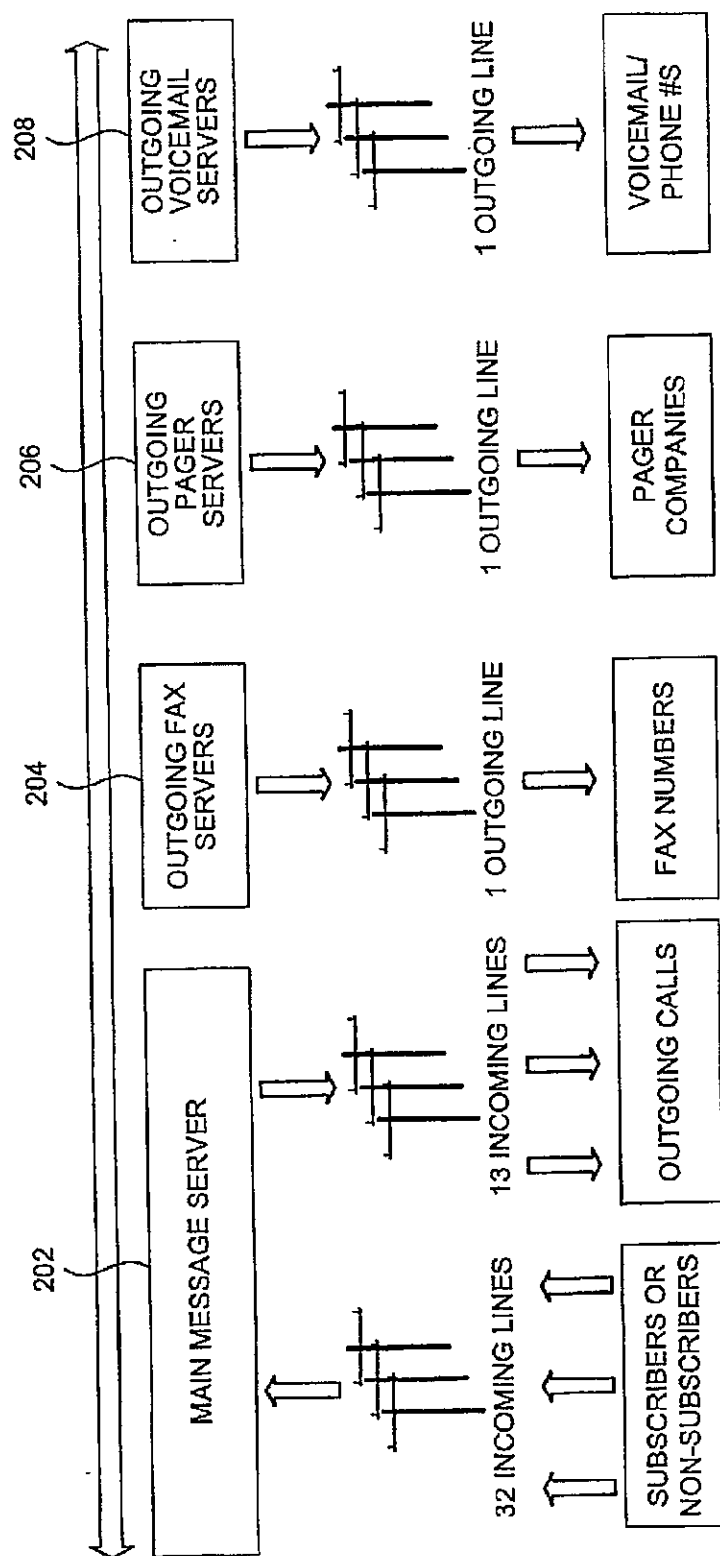 202
204
206
208
MAIN MESSAGE SERVER
OUTGOING FAX
SERVERS
OUTGOING
PAGER
SERVERS
OUTGOING
VOICEMAIL
SERVERS
32 INCOMING LINES
13 INCOMING LINES
1 OUTGOING LINE
1 OUTGOING LINE
1 OUTGOING LINE
SUBSCRIBERS OR
NON-SUBSCRIBERS
OUTGOING CALLS
FAX NUMBERS
PAGER
COMPANIES
VOICEMAIL/
PHONE #S